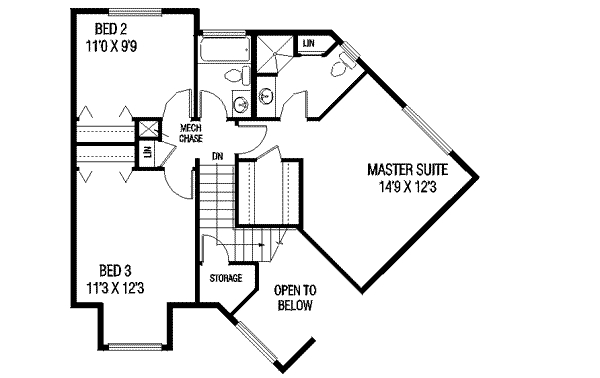 BED 2
11'0 X 9'9
LIN
MECH
CHASE
LIN
DN
MASTER SUITE
14'9 X 12'3
BED 3
11'3 X 12'3
STORAGE
OPEN TO
BELOW